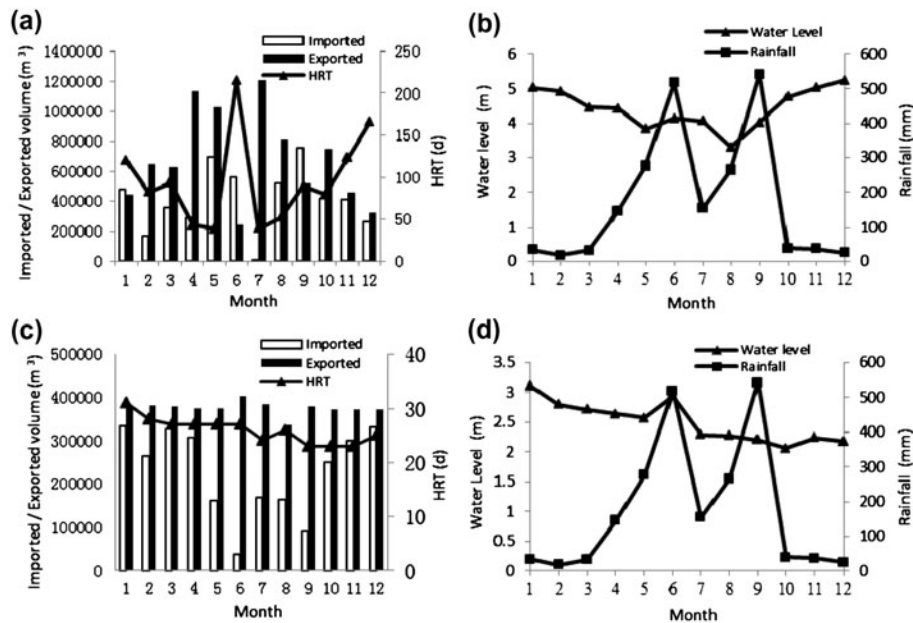 (a)
Imported
Exported
HRT
Imported / Exported volume (m ³)
1400000
1200000
1000000
800000
600000
400000
200000
0
250
200
150
100
50
0
HRT (d)
1 2 3 4 5 6 7 8 9 10 11 12
Month
(b)
Water Level
Rainfall
Water level (m)
6
5
4
3
2
1
0
600
500
400
300
200
100
0
Rainfall (mm)
1 2 3 4 5 6 7 8 9 10 11 12
Month
(c)
Imported
Exported
HRT
Imported / Exported volume (m ³)
500000
400000
300000
200000
100000
0
40
30
20
10
0
HRT (d)
1 2 3 4 5 6 7 8 9 10 11 12
Month
(d)
Water level
Rainfall
Water Level (m)
3.5
3
2.5
2
1.5
1
0.5
0
600
500
400
300
200
100
0
Rainfall (mm)
1 2 3 4 5 6 7 8 9 10 11 12
Month